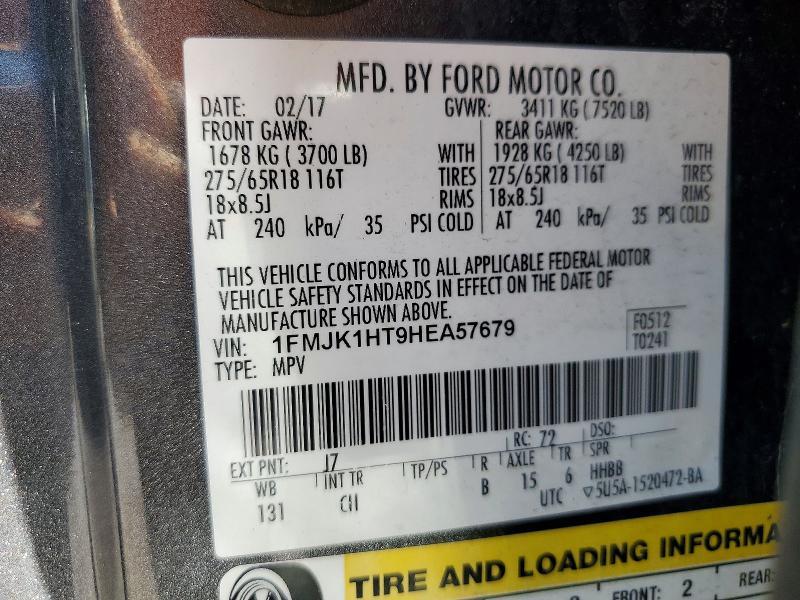 MFD. BY FORD MOTOR CO.
DATE: 02/17 GVWR: 3411 KG ( 7520 LB)
FRONT GAWR: REAR GAWR:
1678 KG ( 3700 LB) WITH 1928 KG ( 4250 LB) WITH
275/65R18 116T TIRES 275/65R18 116T TIRES
18x8.5J RIMS 18x8.5J RIMS
AT 240 kPa/ 35 PSI COLD AT 240 kPa/ 35 PSI COLD
THIS VEHICLE CONFORMS TO ALL APPLICABLE FEDERAL MOTOR
VEHICLE SAFETY STANDARDS IN EFFECT ON THE DATE OF
MANUFACTURE SHOWN ABOVE.
VIN: 1FMJK1HT9HEA57679 F0512
TYPE: MPV T0241
RC: 72 DSO:
EXT PNT: J7
WB INT TR TP/PS R AXLE TR SPR
131 CH B 15 6 HHBB
UTC ▽5U5A-1520472-BA
TIRE AND LOADING INFORMA
FRONT: 2 REAR: